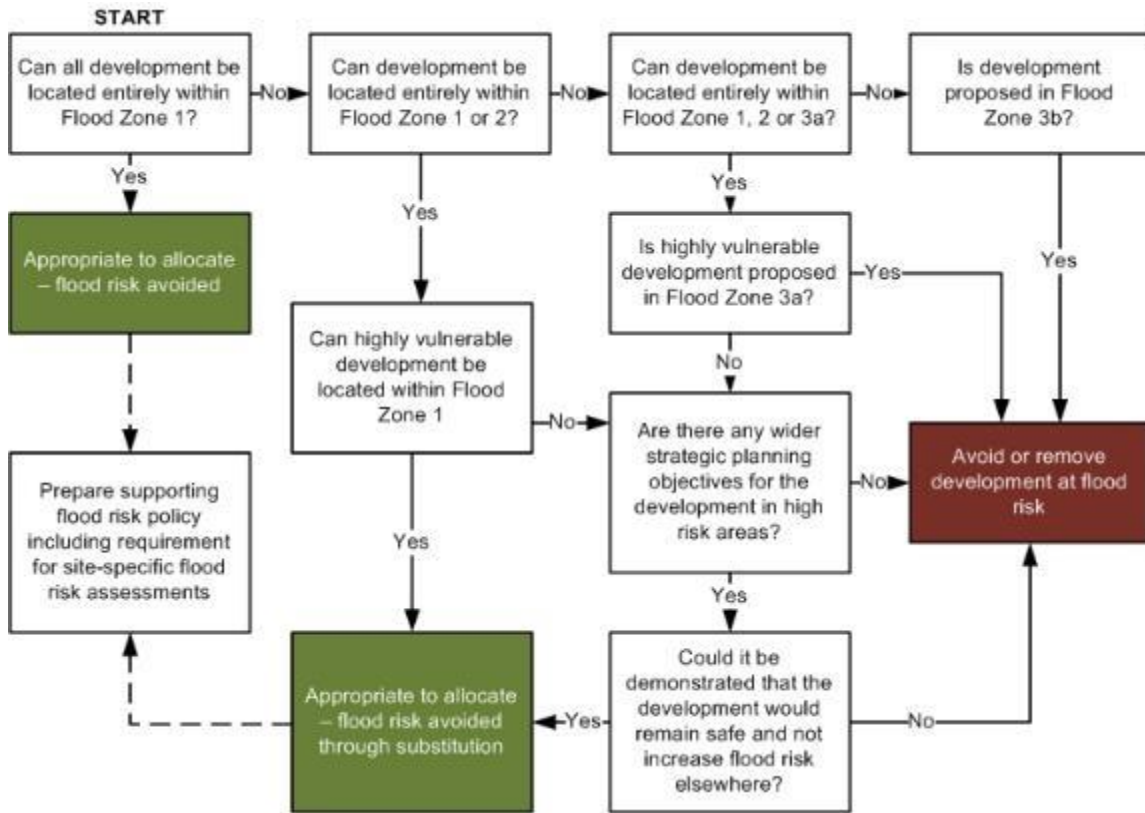 START
Can all development be
located entirely within
Flood Zone 1?
No
Can development be
located entirely within
Flood Zone 1 or 2?
No
Can development be
located entirely within
Flood Zone 1, 2 or 3a?
No
Is development
proposed in Flood
Zone 3b?
Yes
Yes
Yes
Yes
Appropriate to allocate
– flood risk avoided
Is highly vulnerable
development proposed
in Flood Zone 3a?
Yes
No
Can highly vulnerable
development be
located within Flood
Zone 1
No
Are there any wider
strategic planning
objectives for the
development in high
risk areas?
No
Avoid or remove
development at flood
risk
Prepare supporting
flood risk policy
including requirement
for site-specific flood
risk assessments
Yes
Yes
Appropriate to allocate
– flood risk avoided
through substitution
Yes
Could it be
demonstrated that the
development would
remain safe and not
increase flood risk
elsewhere?
No